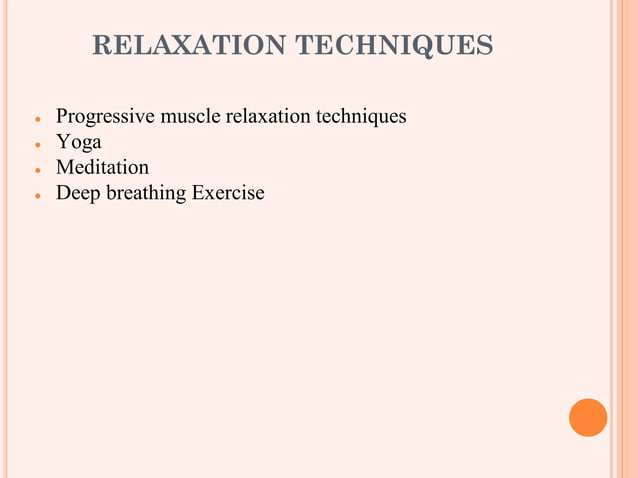 RELAXATION TECHNIQUES
Progressive muscle relaxation techniques
Yoga
Meditation
Deep breathing Exercise